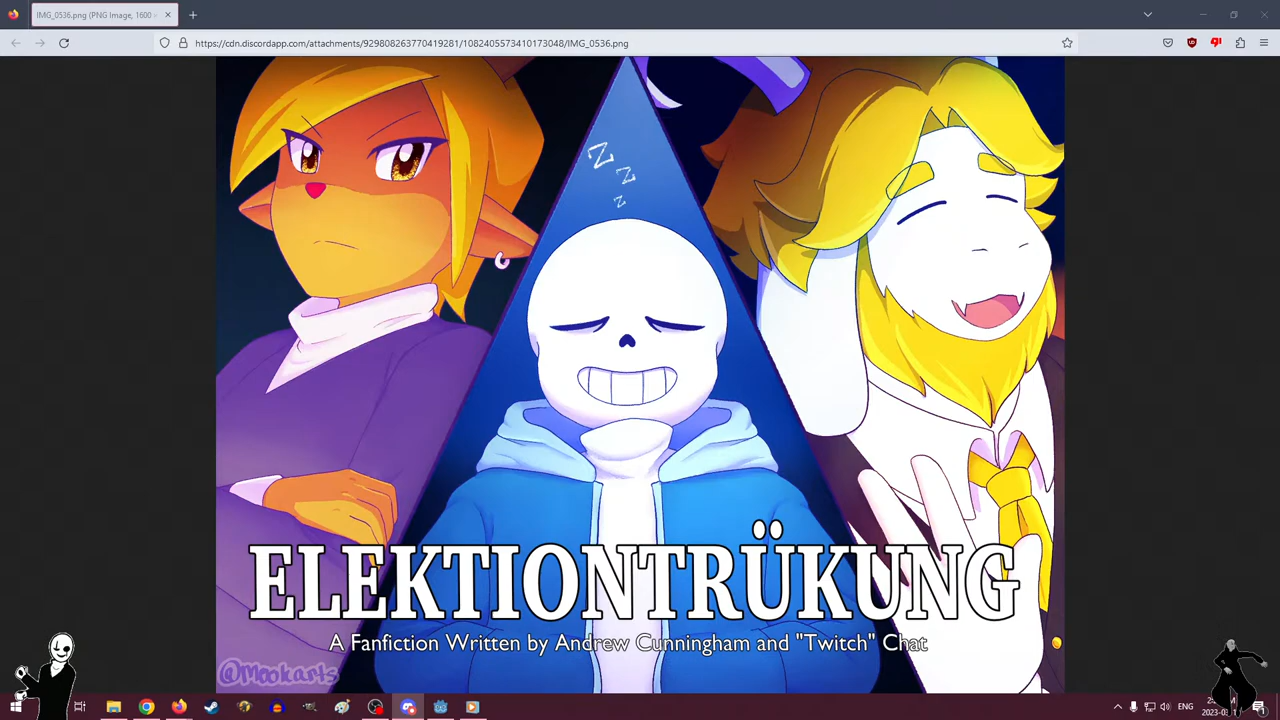 IMG_0536.png (PNG Image, 1600
https://cdn.discordapp.com/attachments/929808263770419281/1082405573410173048/IMG_0536.png
Z
Z
Z
ELEKTIONTRÜKUNG
A Fanfiction Written by Andrew Cunningham and "Twitch" Chat
@Mookarts